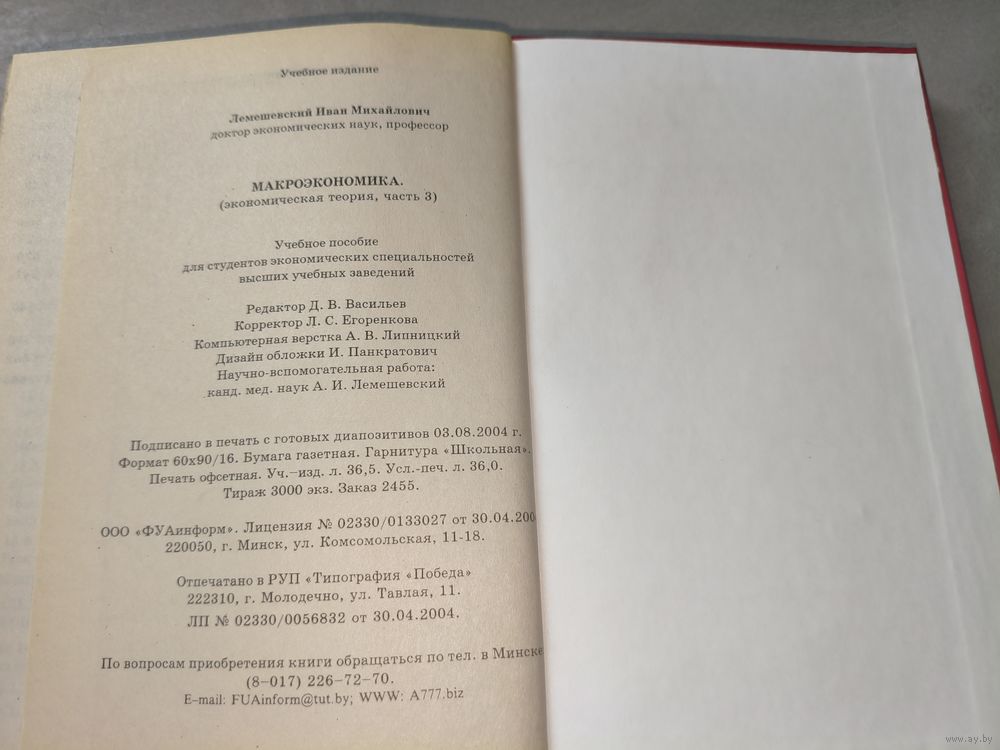 Учебное издание
Лемешевский Иван Михайлович
доктор экономических наук, профессор
МАКРОЭКОНОМИКА.
(экономическая теория, часть 3)
Учебное пособие
для студентов экономических специальностей
высших учебных заведений
Редактор Д. В. Васильев
Корректор Л. С. Егоренкова
Компьютерная верстка А. В. Липницкий
Дизайн обложки И. Панкратович
Научно-вспомогательная работа:
канд. мед. наук А. И. Лемешевский
Подписано в печать с готовых диапозитивов 03.08.2004 г.
Формат 60х90/16. Бумага газетная. Гарнитура «Школьная».
Печать офсетная. Уч.–изд. л. 36,5. Усл.-печ. л. 36,0.
Тираж 3000 экз. Заказ 2455.
ООО «ФУАинформ». Лицензия № 02330/0133027 от 30.04.200
220050, г. Минск, ул. Комсомольская, 11-18.
Отпечатано в РУП «Типография «Победа»
222310, г. Молодечно, ул. Тавлая, 11.
ЛП № 02330/0056832 от 30.04.2004.
По вопросам приобретения книги обращаться по тел. в Минске
(8-017) 226-72-70.
E-mail: FUAinform@tut.by; WWW: A777.biz
www.ay.by